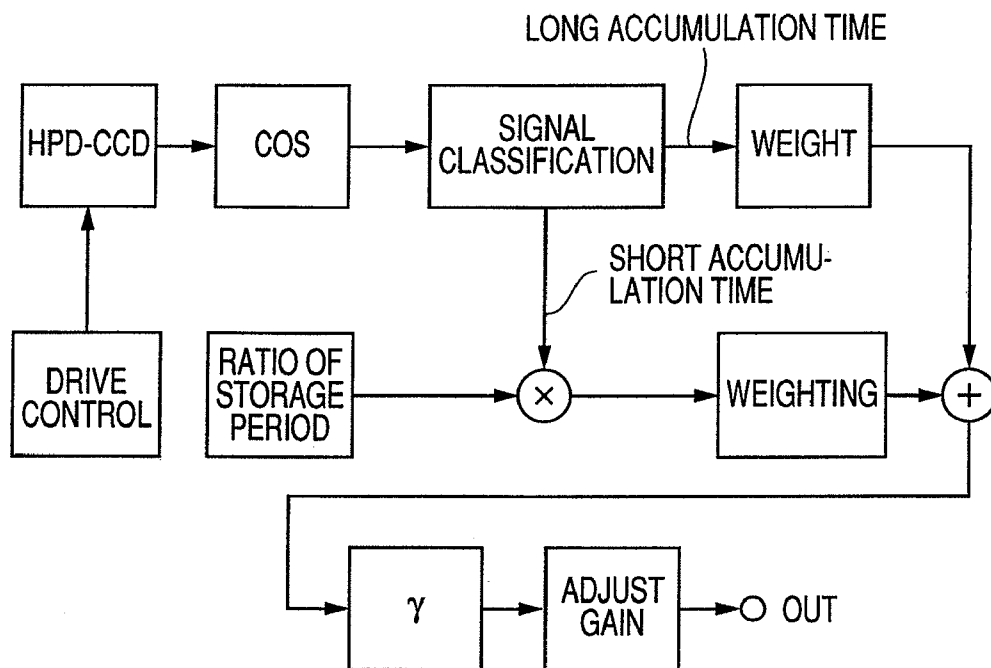 LONG ACCUMULATION TIME
HPD-CCD
COS
SIGNAL
CLASSIFICATION
WEIGHT
SHORT ACCUMU-
LATION TIME
DRIVE
CONTROL
RATIO OF
STORAGE
PERIOD
×
WEIGHTING
+
γ
ADJUST
GAIN
OUT